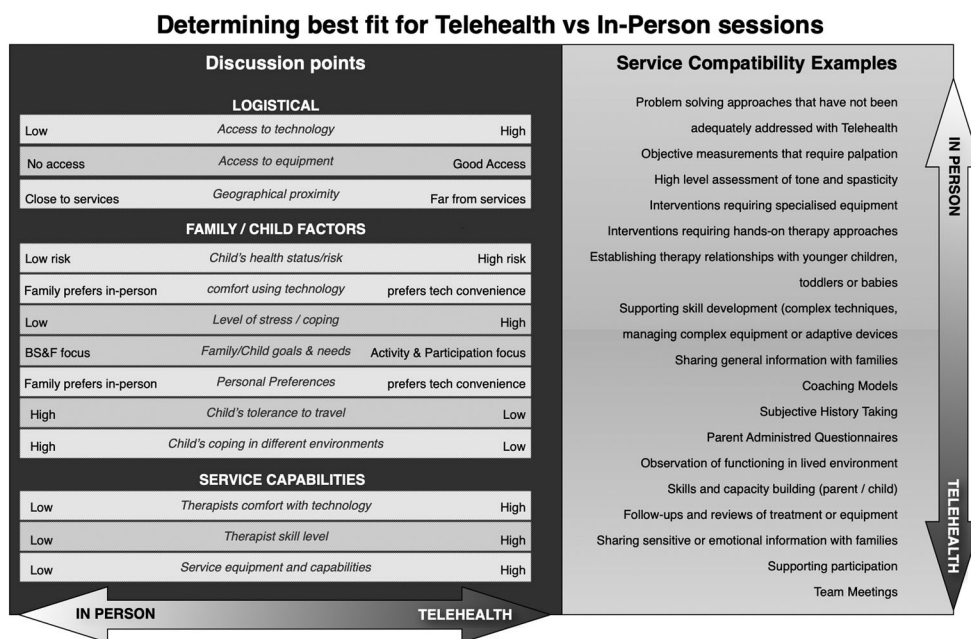 Determining best fit for Telehealth vs In-Person sessions
Discussion points
LOGISTICAL
Low Access to technology High
No access Access to equipment Good Access
Close to services Geographical proximity Far from services
FAMILY / CHILD FACTORS
Low risk Child's health status/risk High risk
Family prefers in-person comfort using technology prefers tech convenience
Low Level of stress / coping High
BS&F focus Family/Child goals & needs Activity & Participation focus
Family prefers in-person Personal Preferences prefers tech convenience
High Child's tolerance to travel Low
High Child's coping in different environments Low
SERVICE CAPABILITIES
Low Therapists comfort with technology High
Low Therapist skill level High
Low Service equipment and capabilities High
IN PERSON TELEHEALTH
Service Compatibility Examples
Problem solving approaches that have not been
adequately addressed with Telehealth
Objective measurements that require palpation
High level assessment of tone and spasticity
Interventions requiring specialised equipment
Interventions requiring hands-on therapy approaches
Establishing therapy relationships with younger children,
toddlers or babies
Supporting skill development (complex techniques,
managing complex equipment or adaptive devices
Sharing general information with families
Coaching Models
Subjective History Taking
Parent Administred Questionnaires
Observation of functioning in lived environment
Skills and capacity building (parent / child)
Follow-ups and reviews of treatment or equipment
Sharing sensitive or emotional information with families
Supporting participation
Team Meetings
IN PERSON
TELEHEALTH